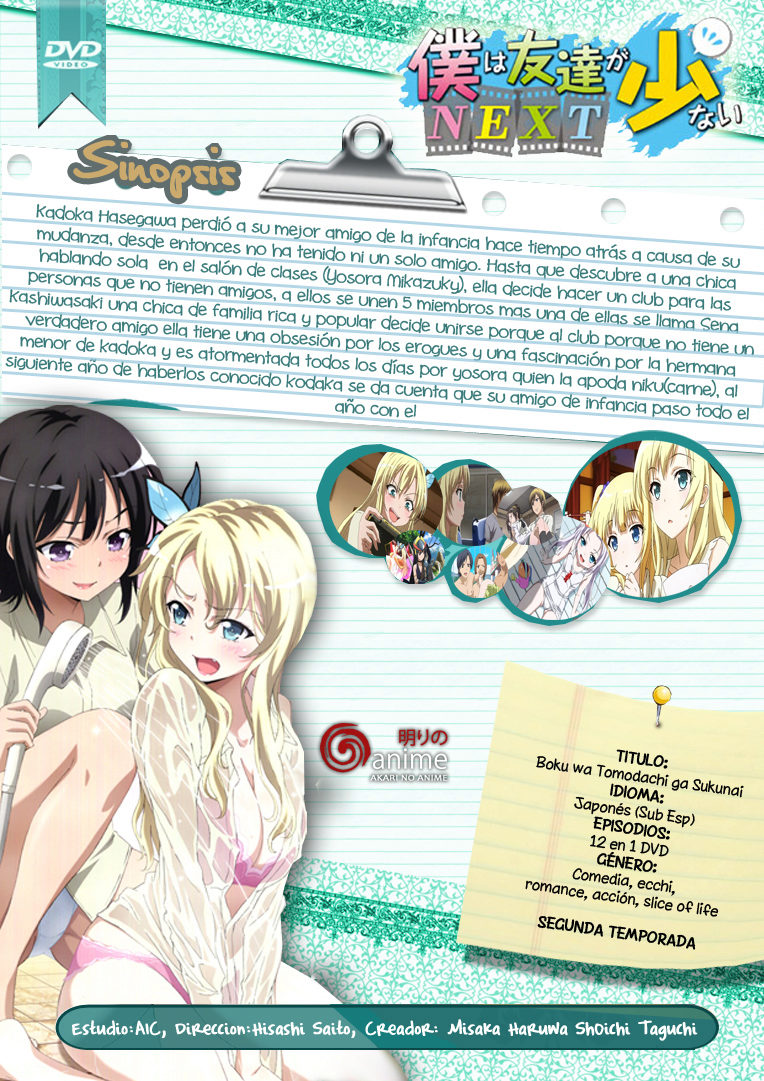 DVD
VIDEO
僕は友達が少ない
NEXT
Sinopsis
Kadoka Hasegawa perdió a su mejor amigo de la infancia hace tiempo atrás a causa de su
mudanza, desde entonces no ha tenido ni un solo amigo. Hasta que descubre a una chica
hablando sola en el salón de clases (Yosora Mikazuky), ella decide hacer un club para las
personas que no tienen amigos, a ellos se unen 5 miembros mas una de ellas se llama Sena
Kashiwasaki una chica de familia rica y popular decide unirse porque al club porque no tiene un
verdadero amigo ella tiene una obsesión por los erogues y una fascinación por la hermana
menor de kadoka y es atormentada todos los días por yosora quien la apoda niku(carne), al
siguiente año de haberlos conocido kodaka se da cuenta que su amigo de infancia paso todo el
año con el
明りの
anime
AKARI NO ANIME
TITULO:
Boku wa Tomodachi ga Sukunai
IDIOMA:
Japonés (Sub Esp)
EPISODIOS:
12 en 1 DVD
GÉNERO:
Comedia, ecchi,
romance, acción, slice of life
SEGUNDA TEMPORADA
Estudio:AIC, Direccion:Hisashi Saito, Creador: Misaka Haruwa Shoichi Taguchi